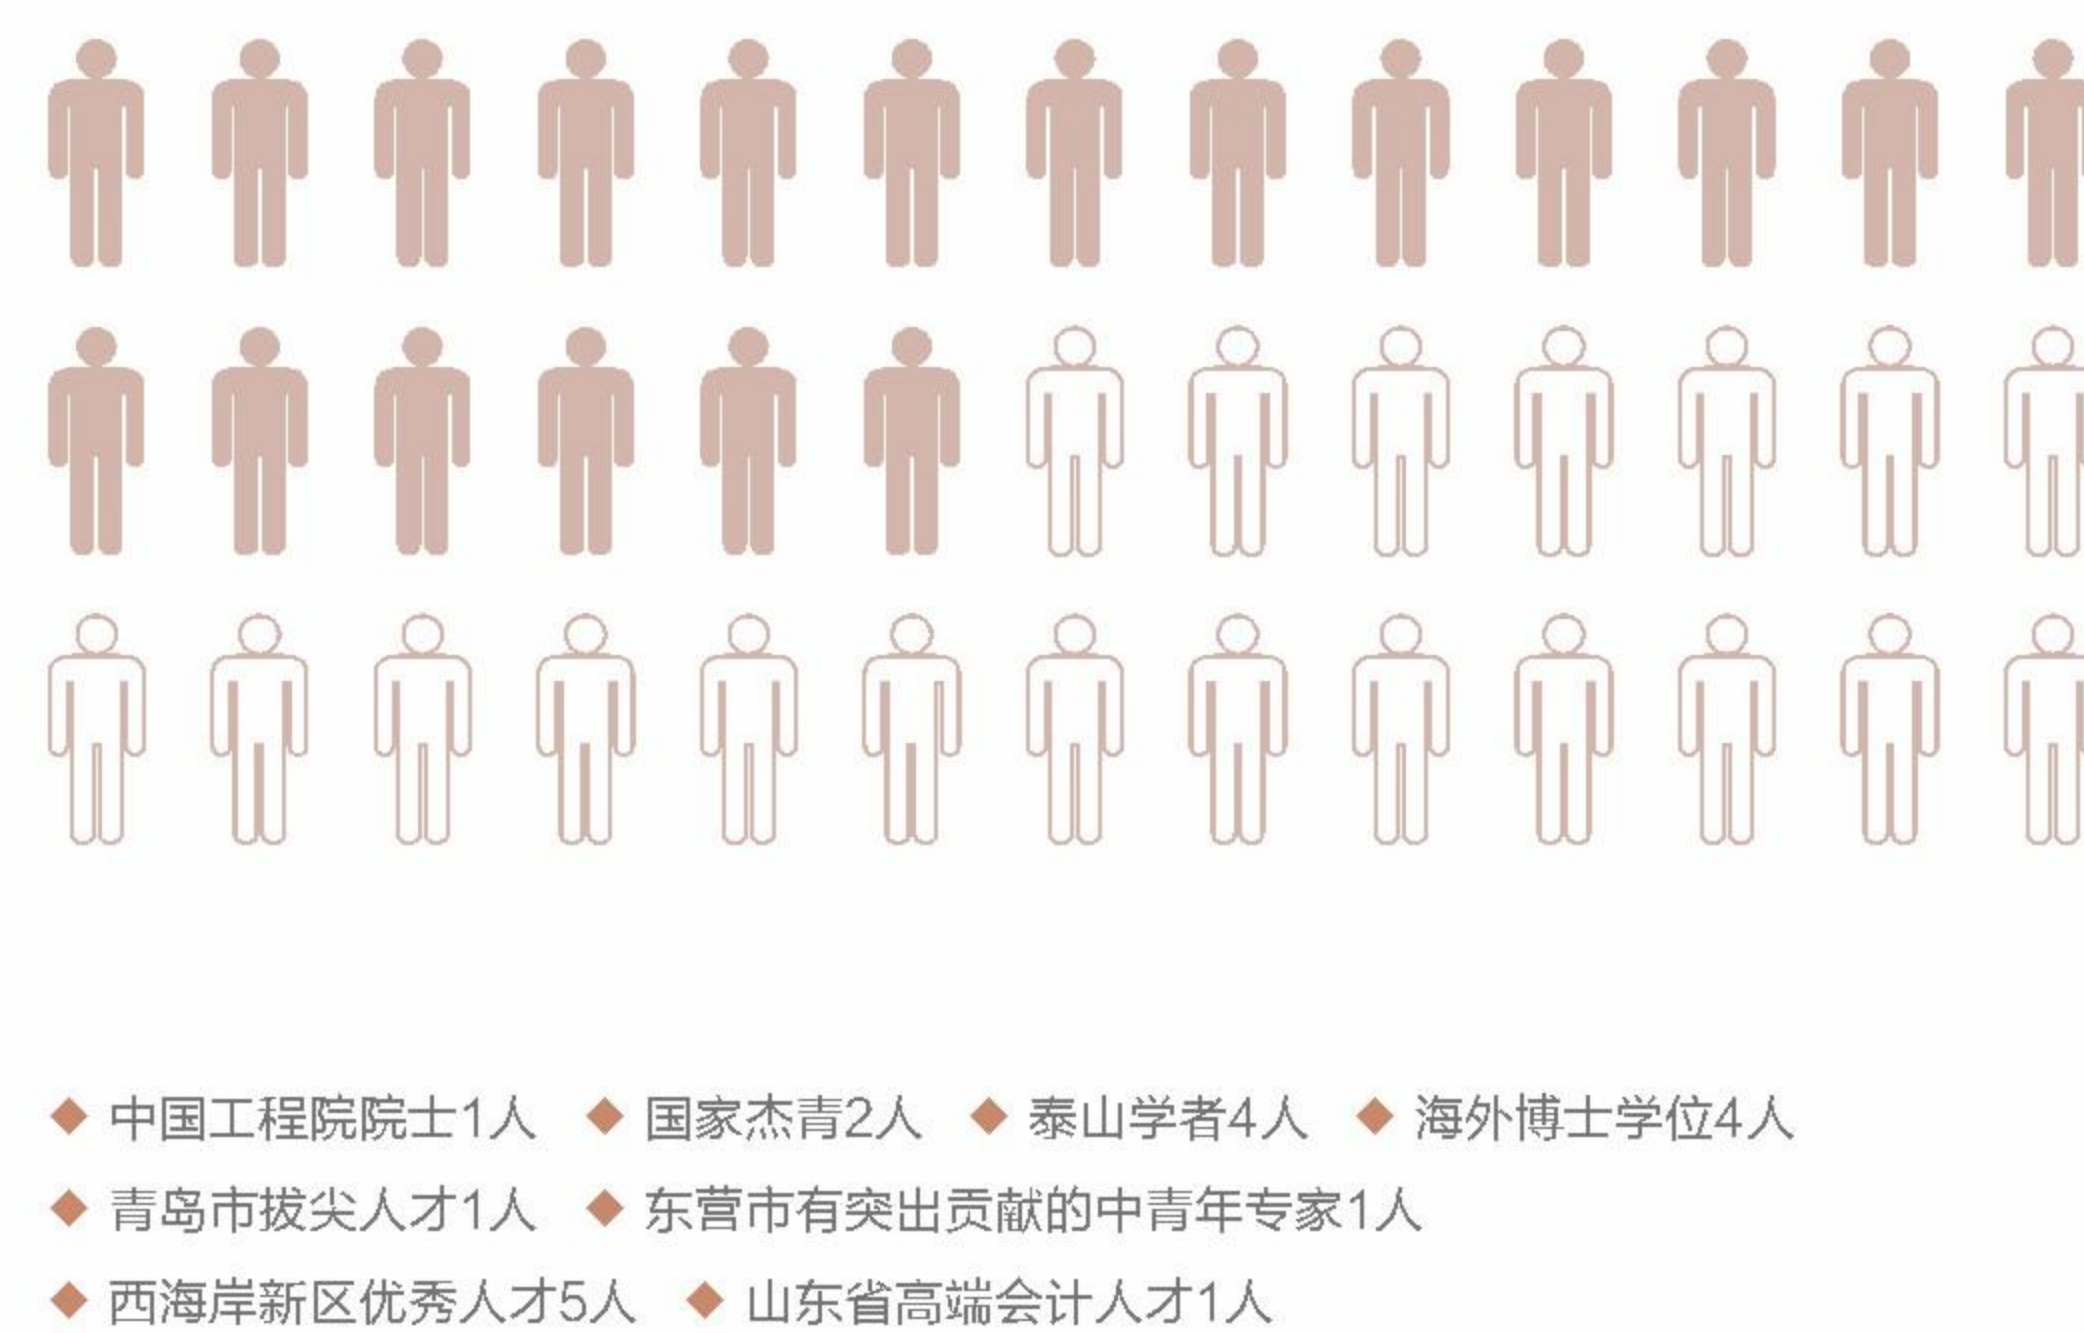 ◆ 中国工程院院士1人 ◆ 国家杰青2人 ◆ 泰山学者4人 ◆ 海外博士学位4人
◆ 青岛市拔尖人才1人 ◆ 东营市有突出贡献的中青年专家1人
◆ 西海岸新区优秀人才5人 ◆ 山东省高端会计人才1人